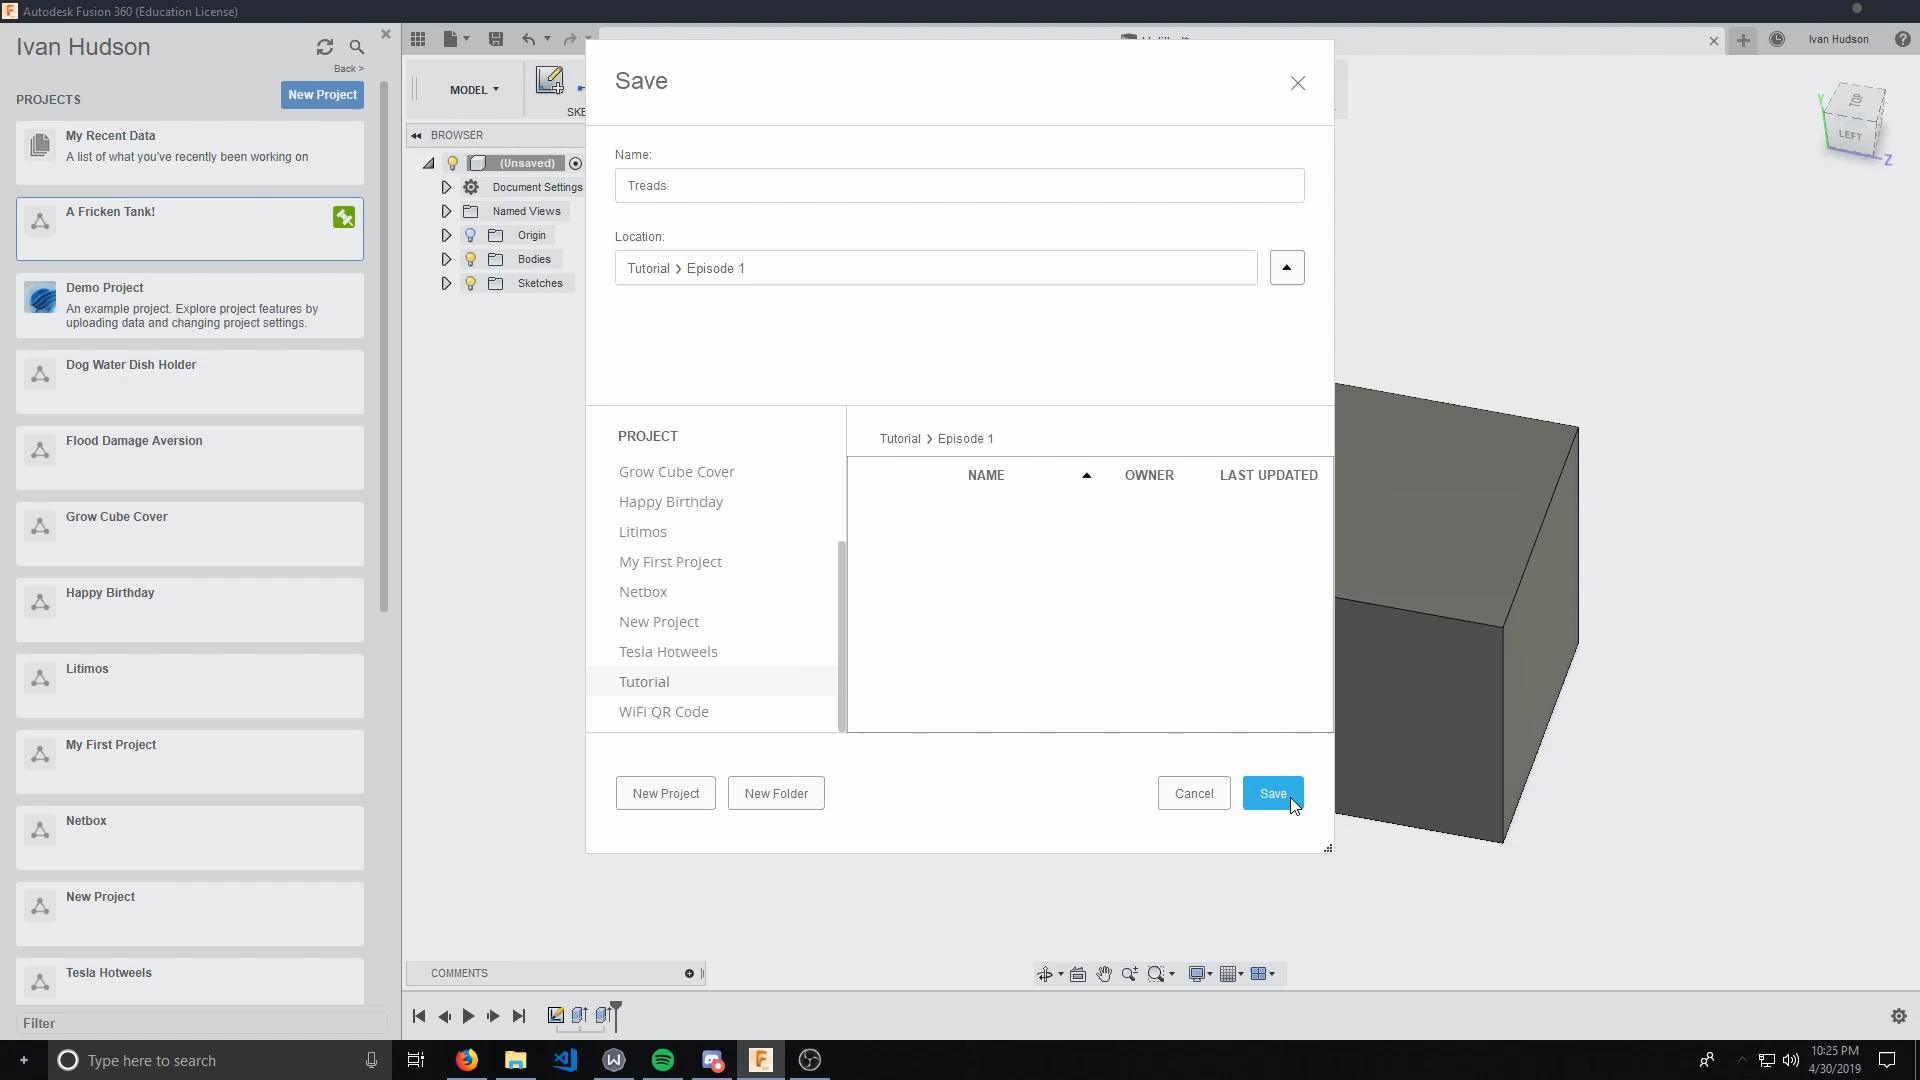 Autodesk Fusion 360 (Education License)
Ivan Hudson
Back >
PROJECTS
New Project
My Recent Data
A list of what you've recently been working on
A Fricken Tank!
Demo Project
An example project. Explore project features by
uploading data and changing project settings.
Dog Water Dish Holder
Flood Damage Aversion
Grow Cube Cover
Happy Birthday
Litimos
My First Project
Netbox
New Project
Tesla Hotweels
Filter
MODEL
SKE
BROWSER
(Unsaved)
Document Settings
Named Views
Origin
Bodies
Sketches
Save
Name:
Treads
Location:
Tutorial > Episode 1
PROJECT
Grow Cube Cover
Happy Birthday
Litimos
My First Project
Netbox
New Project
Tesla Hotweels
Tutorial
WiFi QR Code
Tutorial > Episode 1
NAME
OWNER
LAST UPDATED
New Project
New Folder
Cancel
Save
Ivan Hudson
TOP
LEFT
Y
Z
COMMENTS
Type here to search
10:25 PM
4/30/2019